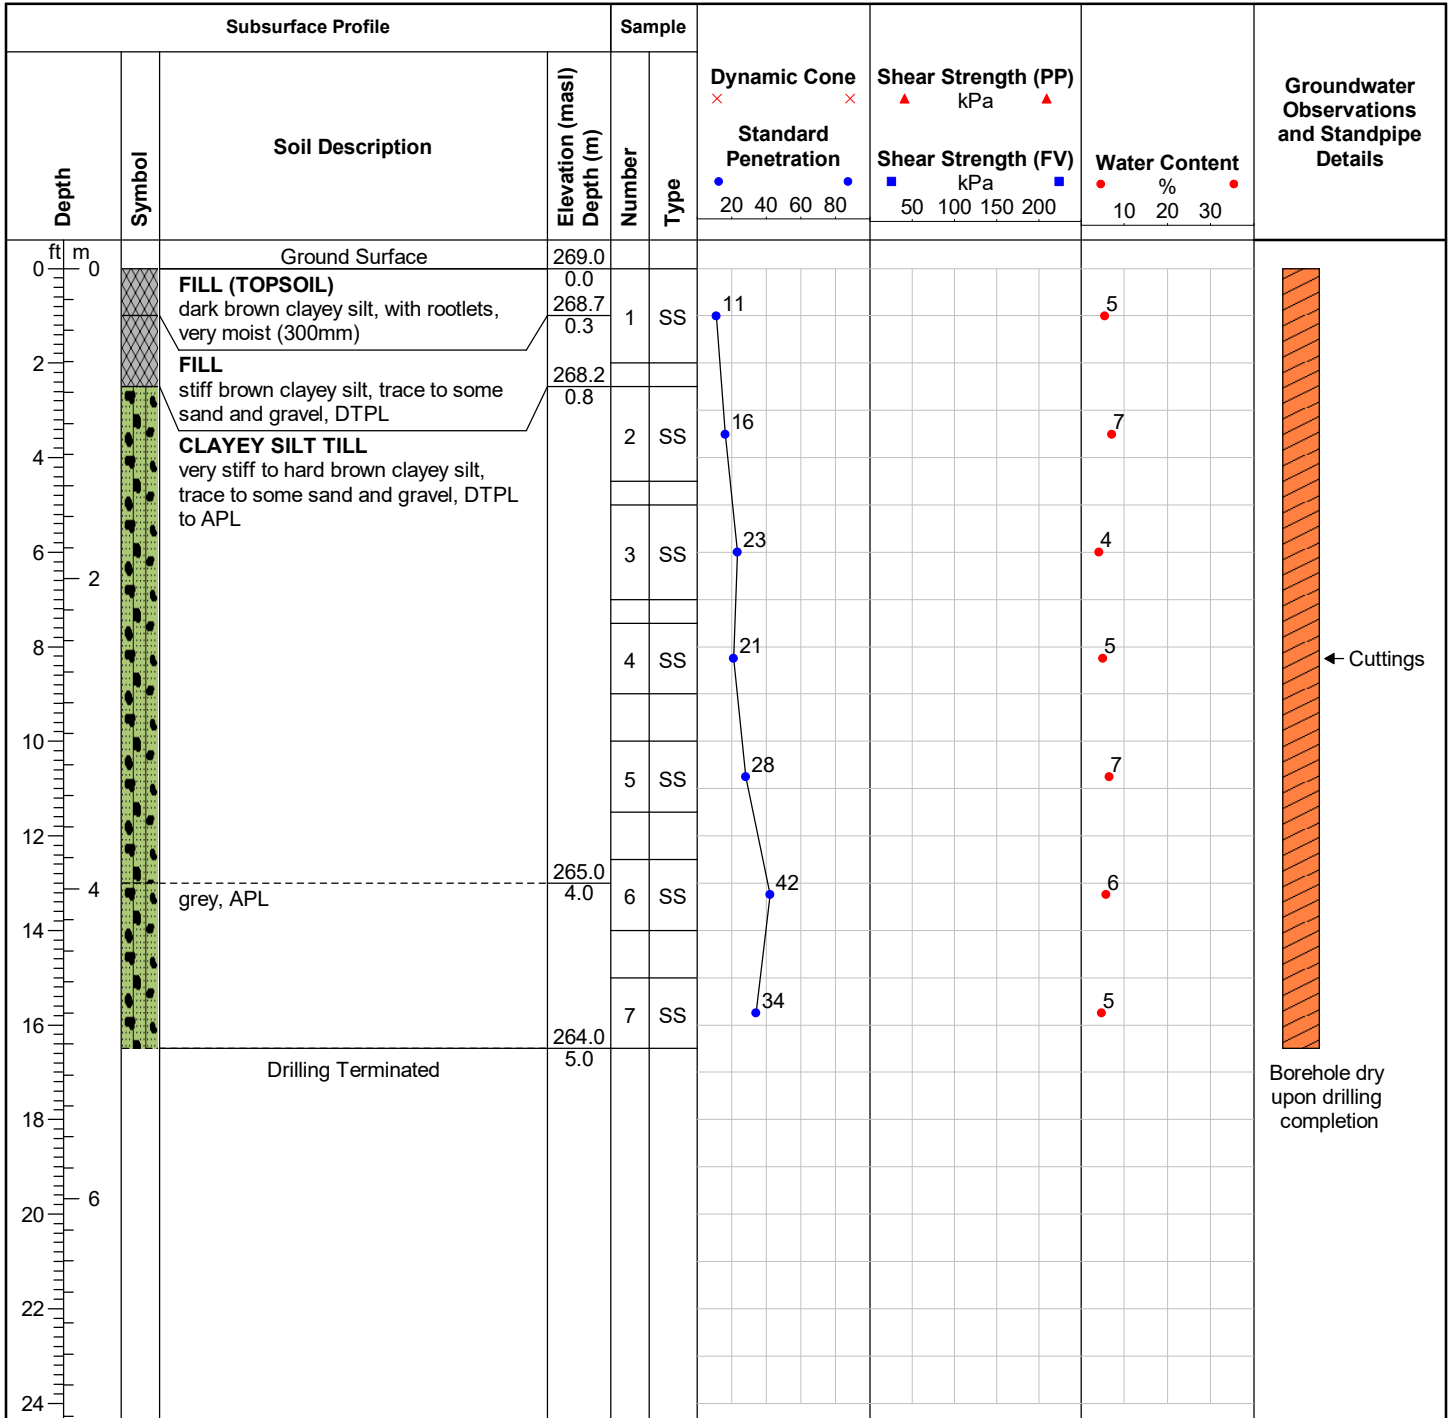 Subsurface Profile
Sample
Depth
Symbol
Soil Description
Elevation (masl)
Depth (m)
Number
Type
Dynamic Cone
Standard
Penetration
20 40 60 80
Shear Strength (PP)
kPa
Shear Strength (FV)
kPa
50 100 150 200
Water Content
%
10 20 30
Groundwater
Observations
and Standpipe
Details
ft m
Ground Surface 269.0
0 0
0.0
FILL (TOPSOIL)
dark brown clayey silt, with rootlets,
very moist (300mm)
268.7
0.3
1 SS 11 5
2
FILL
stiff brown clayey silt, trace to some
sand and gravel, DTPL
268.2
0.8
2 SS 16 7
CLAYEY SILT TILL
very stiff to hard brown clayey silt,
trace to some sand and gravel, DTPL
to APL
4
3 SS 23 4
6
2
8
4 SS 21 5
Cuttings
10
5 SS 28 7
12
265.0
4.0
4
grey, APL
6 SS 42 6
14
7 SS 34 5
16
264.0
5.0
Drilling Terminated
Borehole dry
upon drilling
completion
18
6
20
22
24